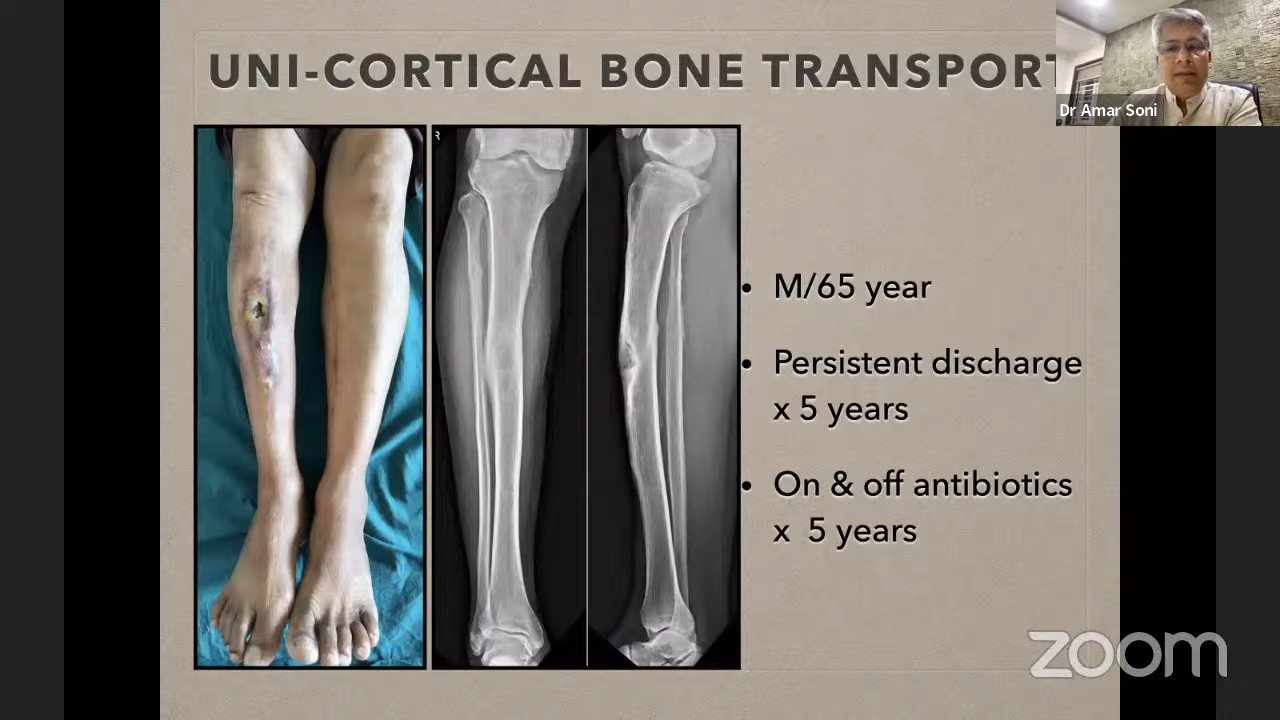 UNI-CORTICAL BONE TRANSPORT
Dr Amar Soni
R
• M/65 year
• Persistent discharge
x 5 years
• On & off antibiotics
x 5 years
zoom